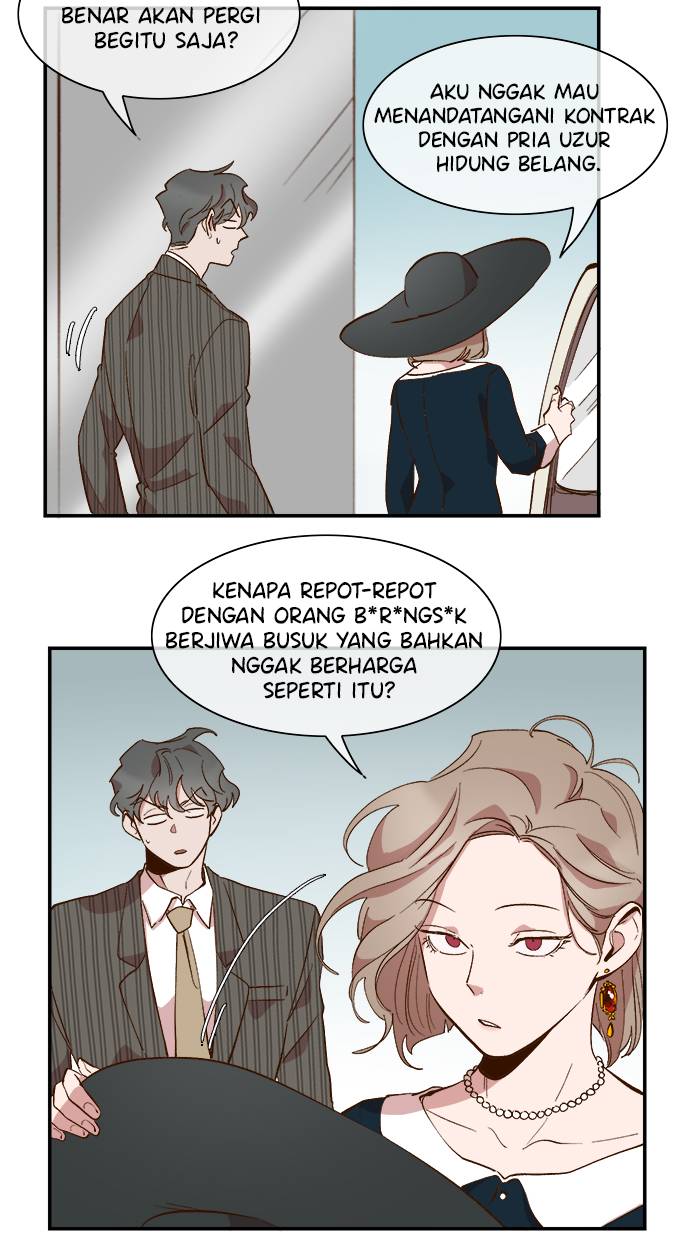 BENAR AKAN PERGI
BEGITU SAJA?
AKU NGGAK MAU
MENANDATANGANI KONTRAK
DENGAN PRIA UZUR
HIDUNG BELANG.
KENAPA REPOT-REPOT
DENGAN ORANG B*R*NGS*K
BERJIWA BUSUK YANG BAHKAN
NGGAK BERHARGA
SEPERTI ITU?